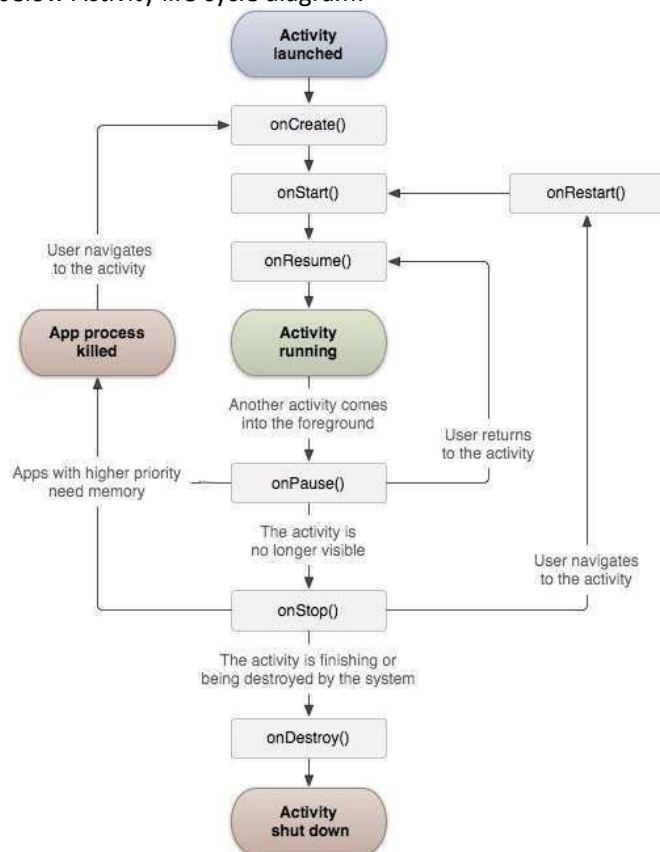 below Activity life cycle diagram:
Activity
launched
onCreate()
onStart()
onRestart()
User navigates
to the activity
onResume()
App process
killed
Activity
running
Another activity comes
into the foreground
User returns
to the activity
Apps with higher priority
need memory
onPause()
The activity is
no longer visible
User navigates
to the activity
onStop()
The activity is finishing or
being destroyed by the system
onDestroy()
Activity
shut down